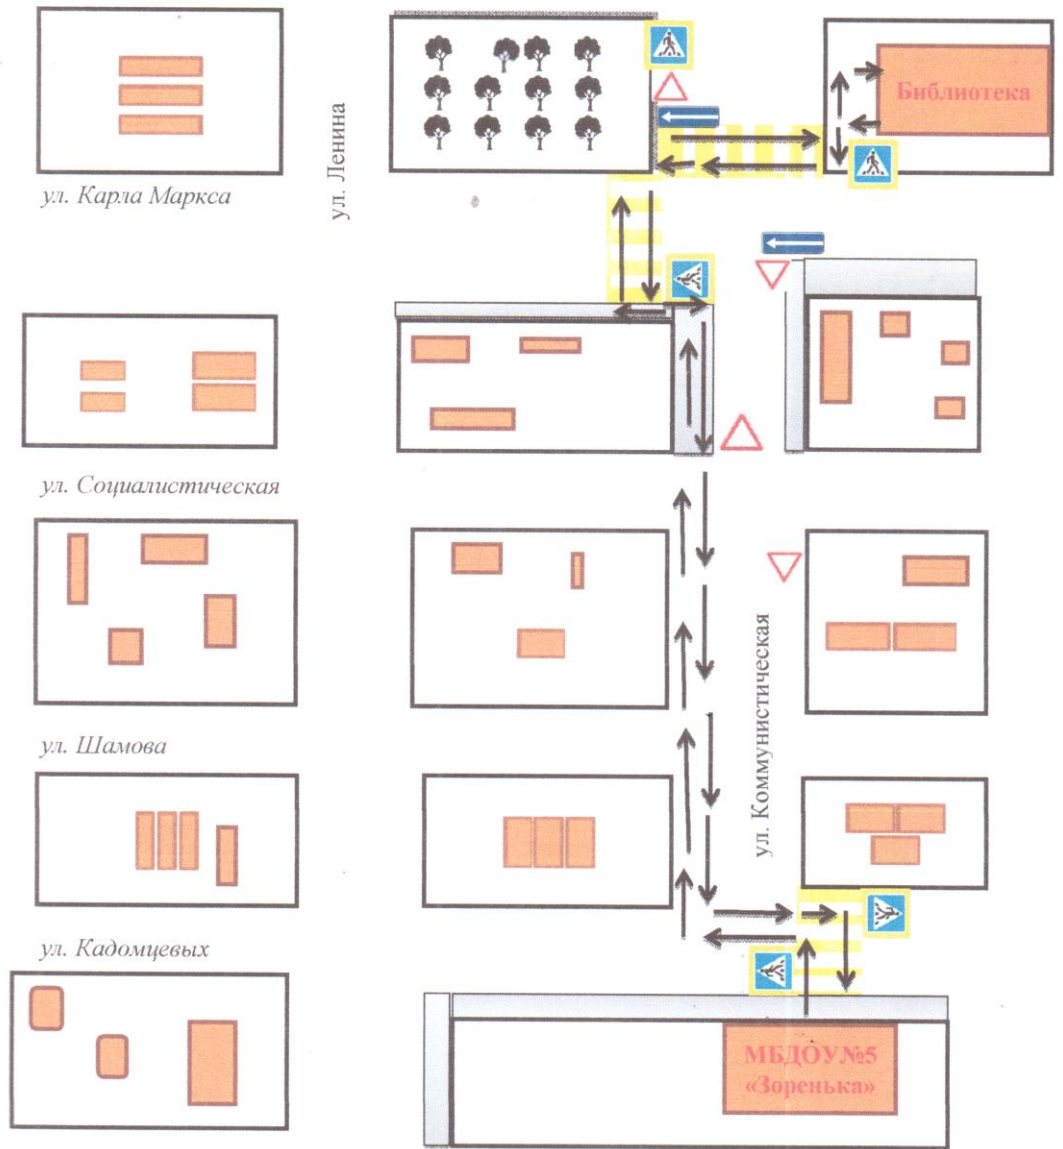 Библиотека
ул. Ленина
ул. Карла Маркса
ул. Социалистическая
ул. Шамова
ул. Коммунистическая
ул. Кадомцевых
МБДОУ№5
«Зоренька»